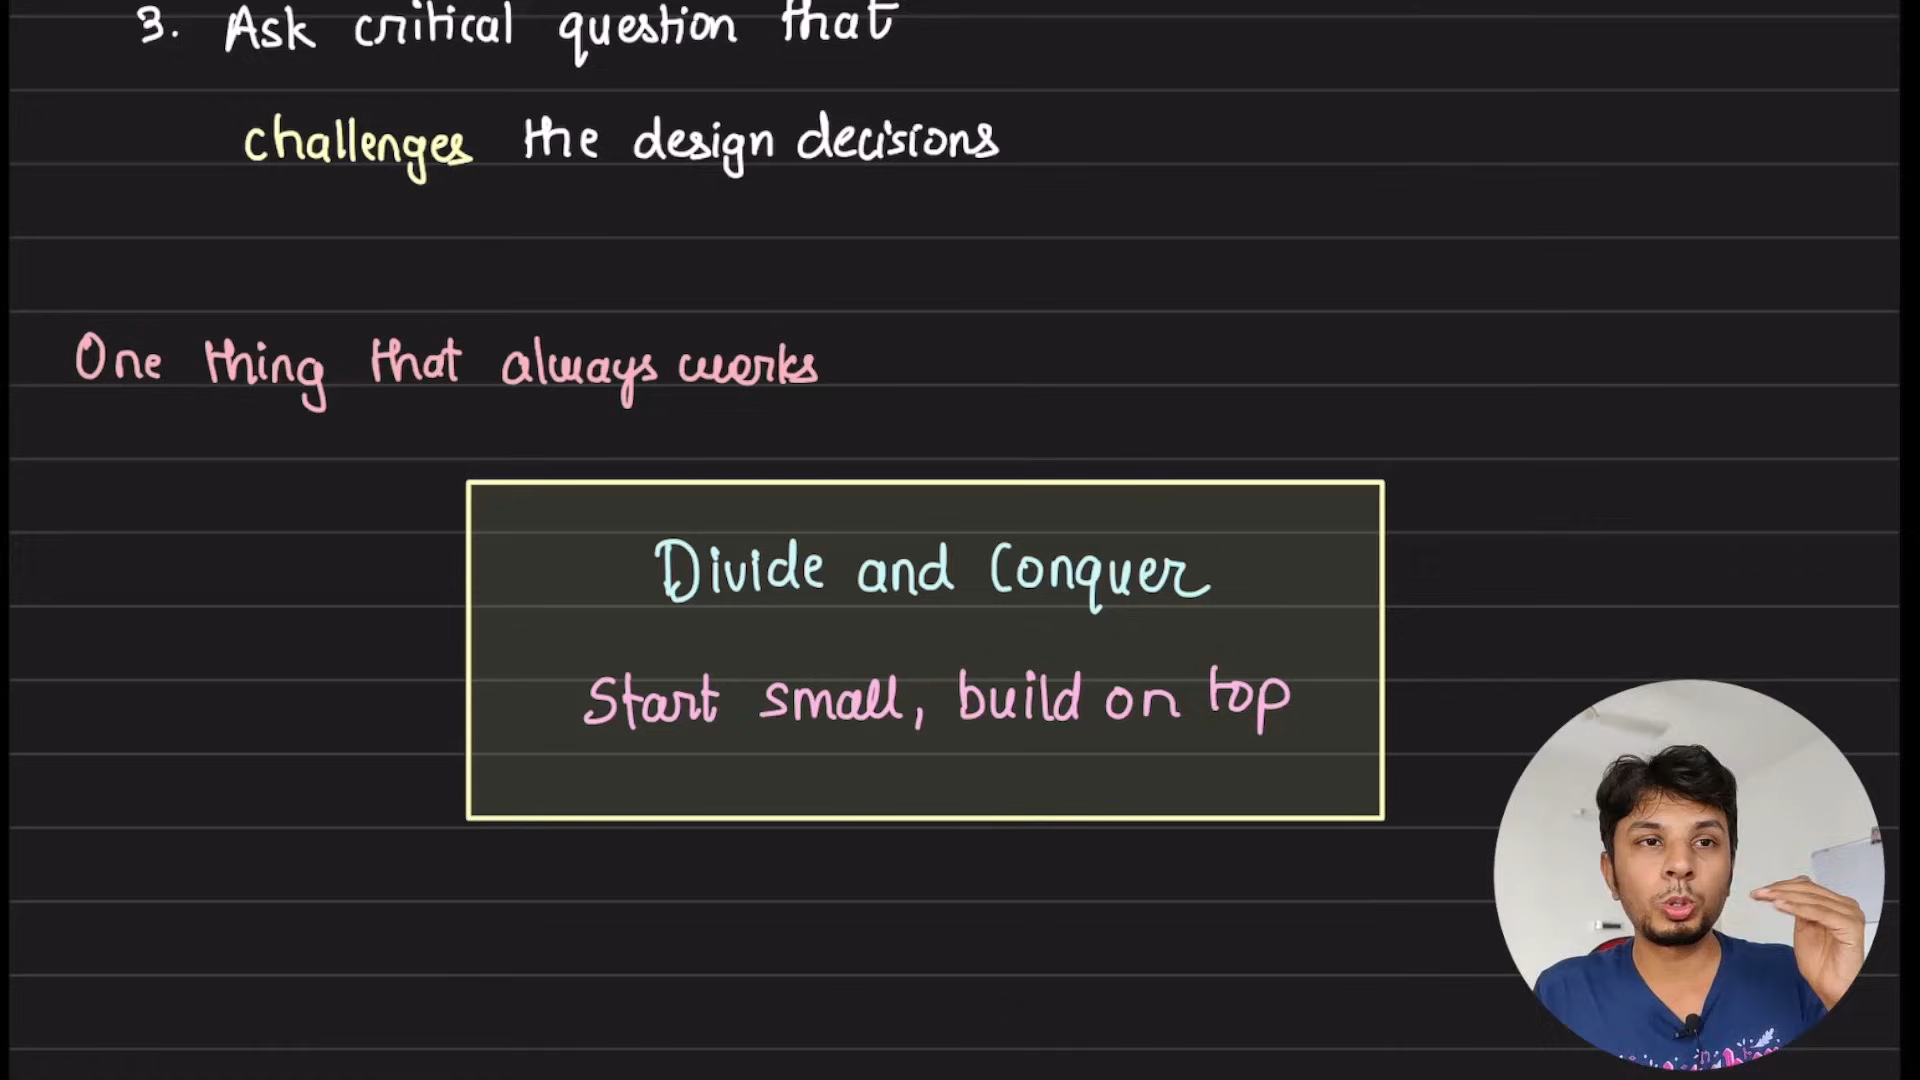 3. Ask critical question that
challenges the design decisions
One thing that always works
Divide and Conquer
Start small, build on top